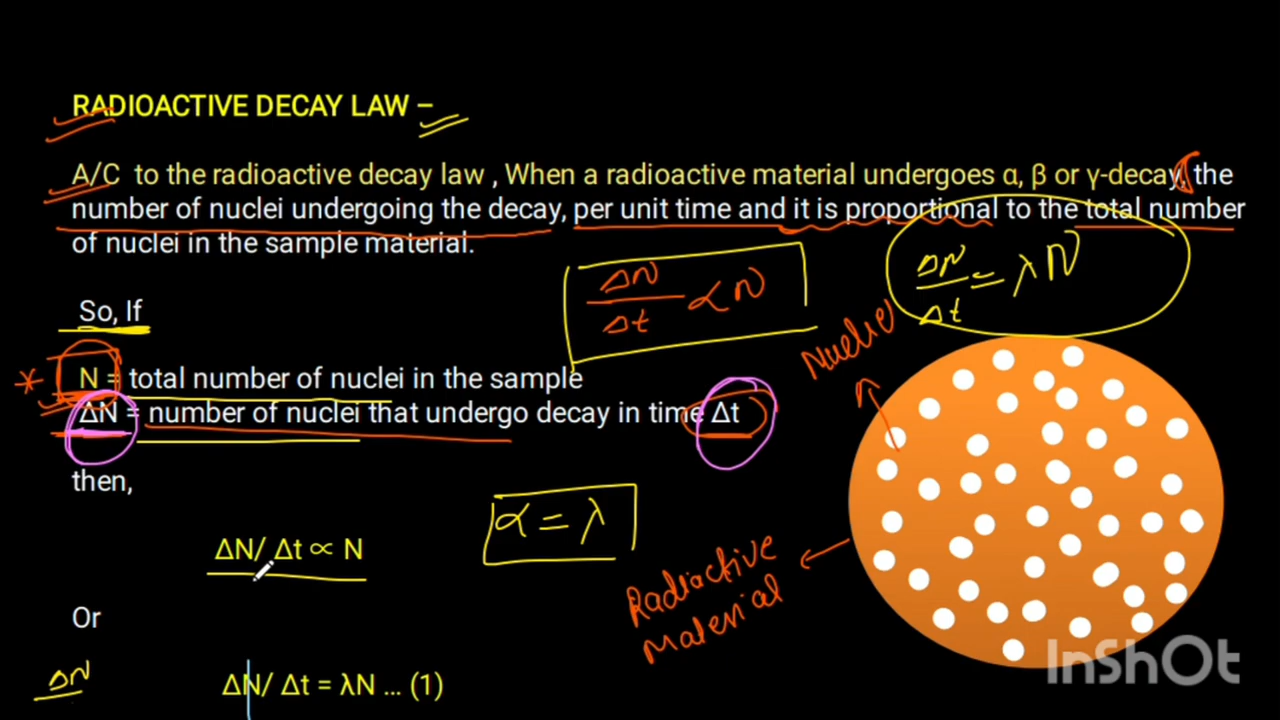 RADIOACTIVE DECAY LAW –
A/C to the radioactive decay law , When a radioactive material undergoes α, β or γ-decay, the
number of nuclei undergoing the decay, per unit time and it is proportional to the total number
of nuclei in the sample material.
ΔN/Δt = λN
ΔN/Δt ∝ N
So, If
Nuclei
N = total number of nuclei in the sample
ΔN = number of nuclei that undergo decay in time Δt
then,
α = λ
ΔN/ Δt ∝ N
Radiactive
Material
Or
ΔN
ΔN/ Δt = λN ... (1)
InShOt